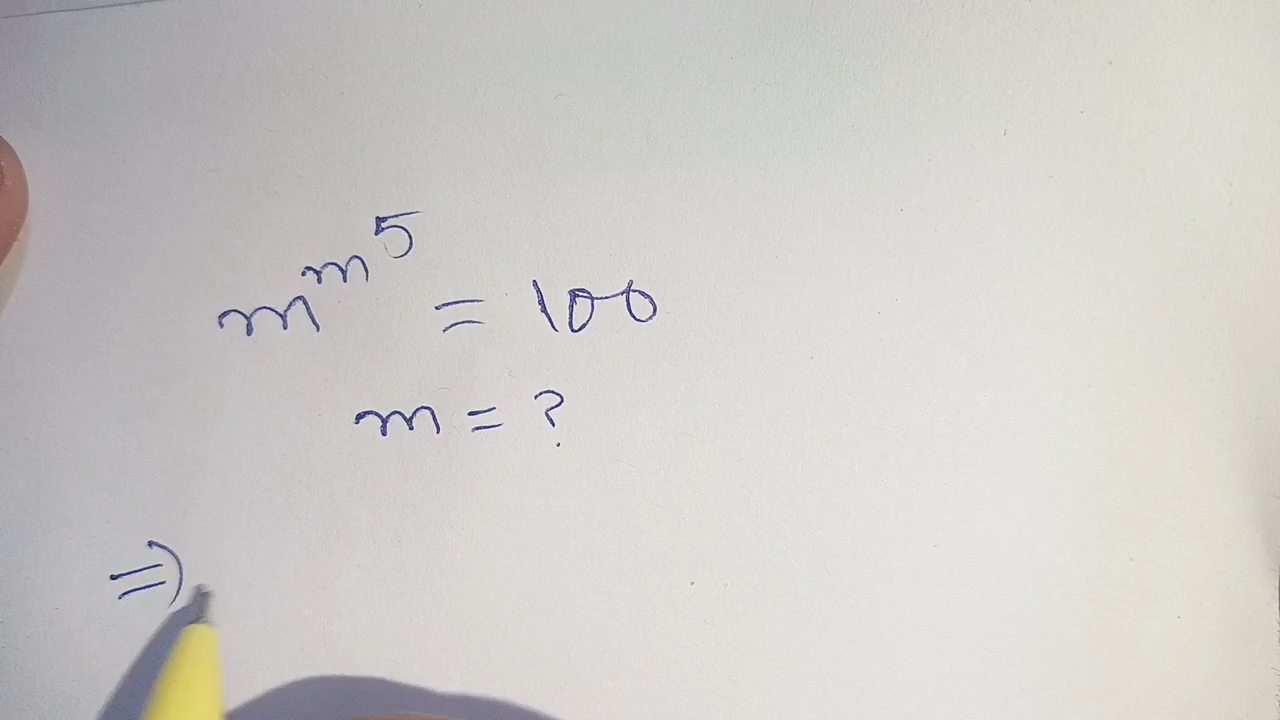 m^m^5 = 100
m = ?
=>